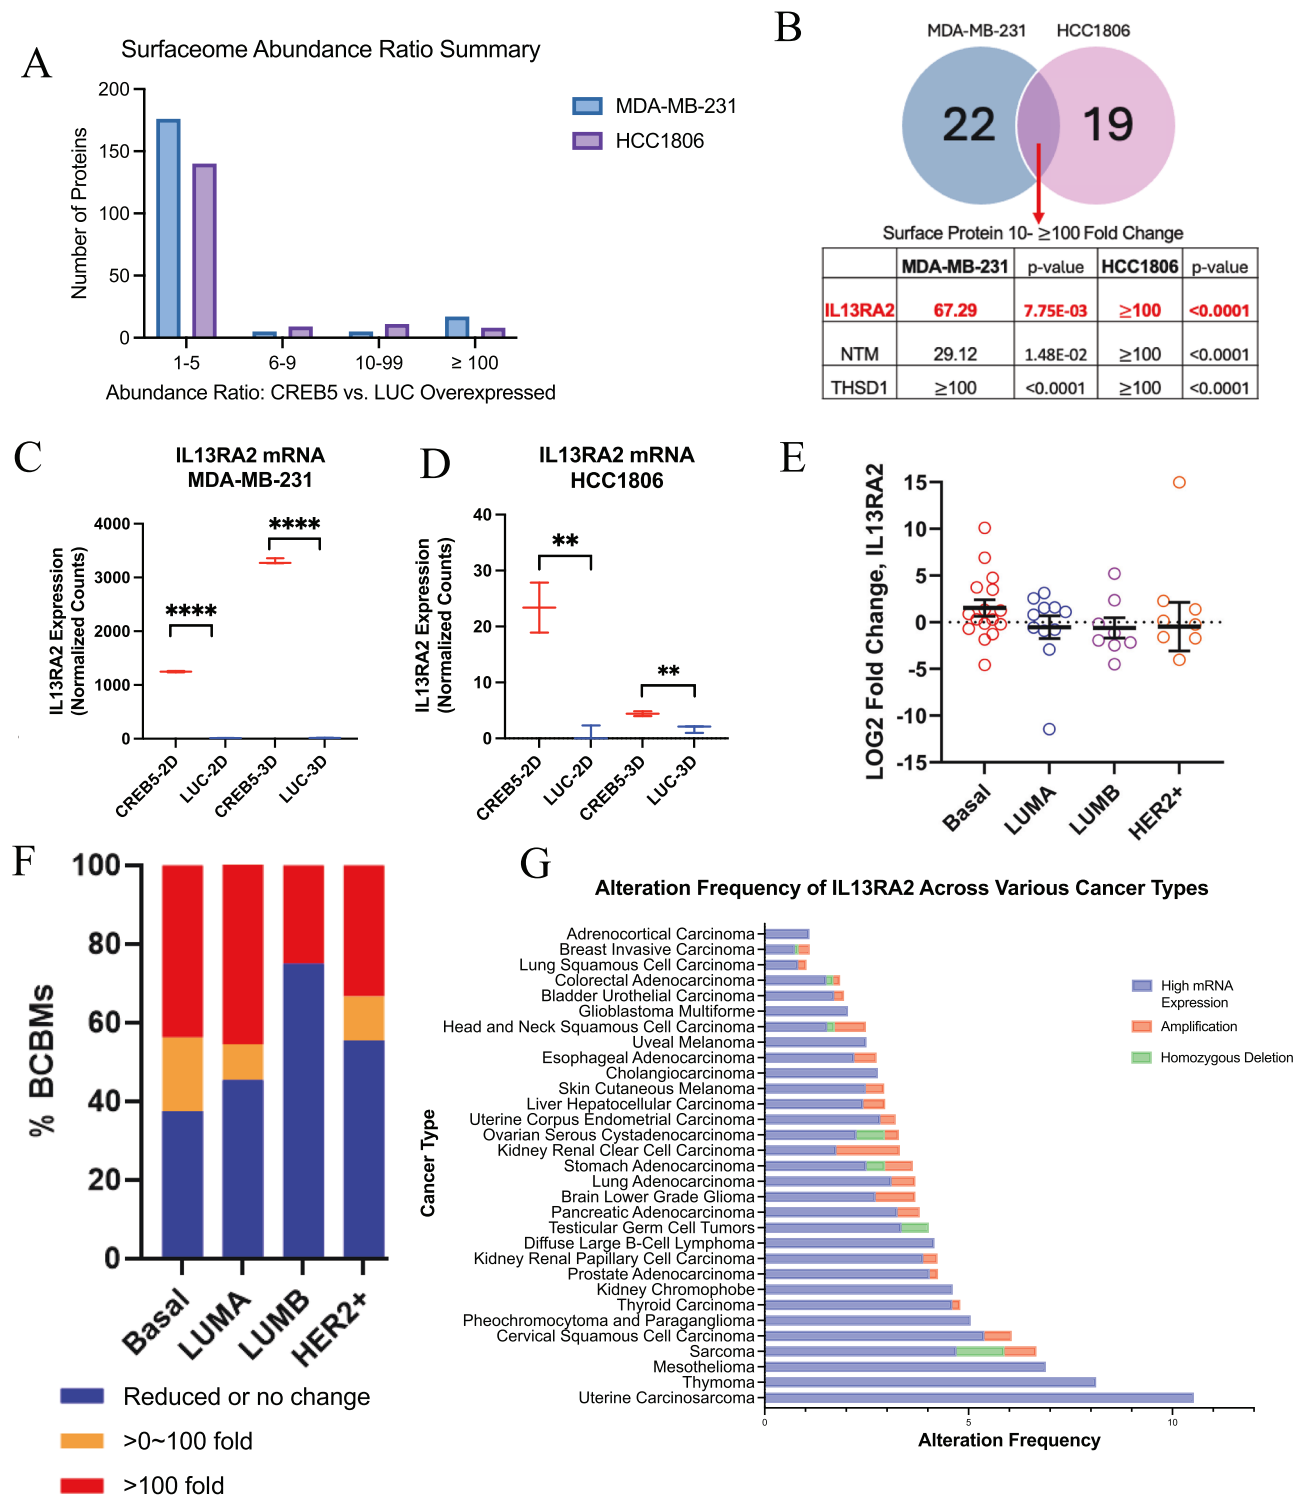 A
Surfaceome Abundance Ratio Summary
Number of Proteins
200
150
100
50
0
1-5
6-9
10-99
≥ 100
Abundance Ratio: CREB5 vs. LUC Overexpressed
MDA-MB-231
HCC1806
B
MDA-MB-231
HCC1806
22
19
Surface Protein 10- ≥100 Fold Change
MDA-MB-231 p-value HCC1806 p-value
IL13RA2 67.29 7.75E-03 ≥100 <0.0001
NTM 29.12 1.48E-02 ≥100 <0.0001
THSD1 ≥100 <0.0001 ≥100 <0.0001
C
IL13RA2 mRNA
MDA-MB-231
IL13RA2 Expression
(Normalized Counts)
4000
3000
2000
1000
0
****
****
CREB5-2D
LUC-2D
CREB5-3D
LUC-3D
D
IL13RA2 mRNA
HCC1806
IL13RA2 Expression
(Normalized Counts)
40
30
20
10
0
**
**
CREB5-2D
LUC-2D
CREB5-3D
LUC-3D
E
LOG2 Fold Change, IL13RA2
15
10
5
0
-5
-10
-15
Basal
LUMA
LUMB
HER2+
F
% BCBMs
100
80
60
40
20
0
Basal
LUMA
LUMB
HER2+
Reduced or no change
>0~100 fold
>100 fold
G
Alteration Frequency of IL13RA2 Across Various Cancer Types
Cancer Type
Adrenocortical Carcinoma
Breast Invasive Carcinoma
Lung Squamous Cell Carcinoma
Colorectal Adenocarcinoma
Bladder Urothelial Carcinoma
Glioblastoma Multiforme
Head and Neck Squamous Cell Carcinoma
Uveal Melanoma
Esophageal Adenocarcinoma
Cholangiocarcinoma
Skin Cutaneous Melanoma
Liver Hepatocellular Carcinoma
Uterine Corpus Endometrial Carcinoma
Ovarian Serous Cystadenocarcinoma
Kidney Renal Clear Cell Carcinoma
Stomach Adenocarcinoma
Lung Adenocarcinoma
Brain Lower Grade Glioma
Pancreatic Adenocarcinoma
Testicular Germ Cell Tumors
Diffuse Large B-Cell Lymphoma
Kidney Renal Papillary Cell Carcinoma
Prostate Adenocarcinoma
Kidney Chromophobe
Thyroid Carcinoma
Pheochromocytoma and Paraganglioma
Cervical Squamous Cell Carcinoma
Sarcoma
Mesothelioma
Thymoma
Uterine Carcinosarcoma
0
5
10
Alteration Frequency
High mRNA
Expression
Amplification
Homozygous Deletion